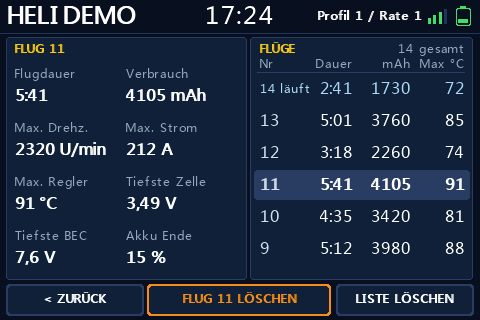 HELI DEMO 17:24 Profil 1 / Rate 1
FLUG 11
Flugdauer Verbrauch
5:41 4105 mAh
Max. Drehz. Max. Strom
2320 U/min 212 A
Max. Regler Tiefste Zelle
91 °C 3,49 V
Tiefste BEC Akku Ende
7,6 V 15 %
FLÜGE 14 gesamt
Nr Dauer mAh Max °C
14 läuft 2:41 1730 72
13 5:01 3760 85
12 3:18 2260 74
11 5:41 4105 91
10 4:35 3420 81
9 5:12 3980 88
< ZURÜCK FLUG 11 LÖSCHEN LISTE LÖSCHEN